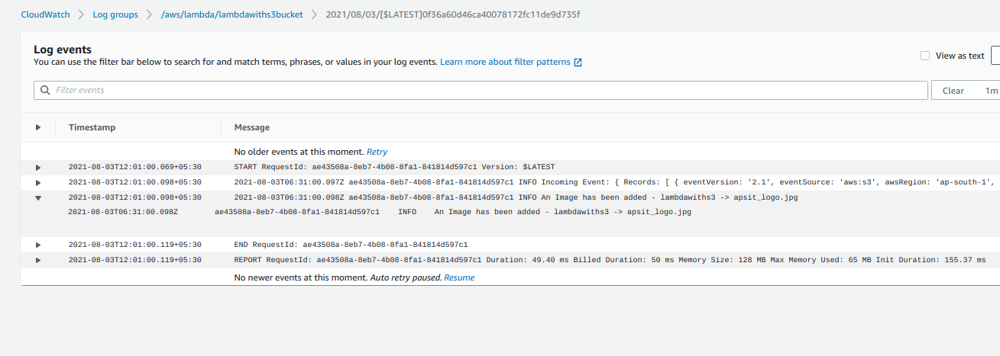 CloudWatch > Log groups > /aws/lambda/lambdawiths3bucket > 2021/08/03/[$LATEST]0f36a60d46ca40078172fc11de9d735f
Log events
You can use the filter bar below to search for and match terms, phrases, or values in your log events. Learn more about filter patterns
View as text
Filter events
Clear 1m
Timestamp Message
No older events at this moment. Retry
2021-08-03T12:01:00.069+05:30 START RequestId: ae43508a-8eb7-4b08-8fa1-841814d597c1 Version: $LATEST
2021-08-03T12:01:00.098+05:30 2021-08-03T06:31:00.097Z ae43508a-8eb7-4b08-8fa1-841814d597c1 INFO Incoming Event: { Records: [ { eventVersion: '2.1', eventSource: 'aws:s3', awsRegion: 'ap-south-1',
2021-08-03T12:01:00.098+05:30 2021-08-03T06:31:00.098Z ae43508a-8eb7-4b08-8fa1-841814d597c1 INFO An Image has been added - lambdawiths3 -> apsit_logo.jpg
2021-08-03T06:31:00.098Z ae43508a-8eb7-4b08-8fa1-841814d597c1 INFO An Image has been added - lambdawiths3 -> apsit_logo.jpg
2021-08-03T12:01:00.119+05:30 END RequestId: ae43508a-8eb7-4b08-8fa1-841814d597c1
2021-08-03T12:01:00.119+05:30 REPORT RequestId: ae43508a-8eb7-4b08-8fa1-841814d597c1 Duration: 49.40 ms Billed Duration: 50 ms Memory Size: 128 MB Max Memory Used: 65 MB Init Duration: 155.37 ms
No newer events at this moment. Auto retry paused. Resume